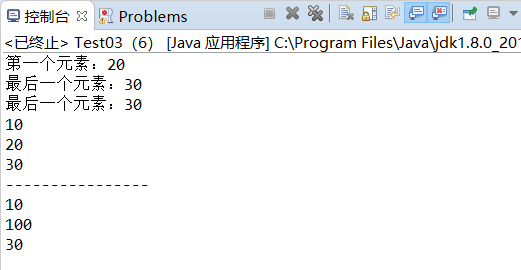 控制台 Problems
<已终止> Test03（6） [Java 应用程序] C:\Program Files\Java\jdk1.8.0_20
第一个元素：20
最后一个元素：30
最后一个元素：30
10
20
30
----------------
10
100
30